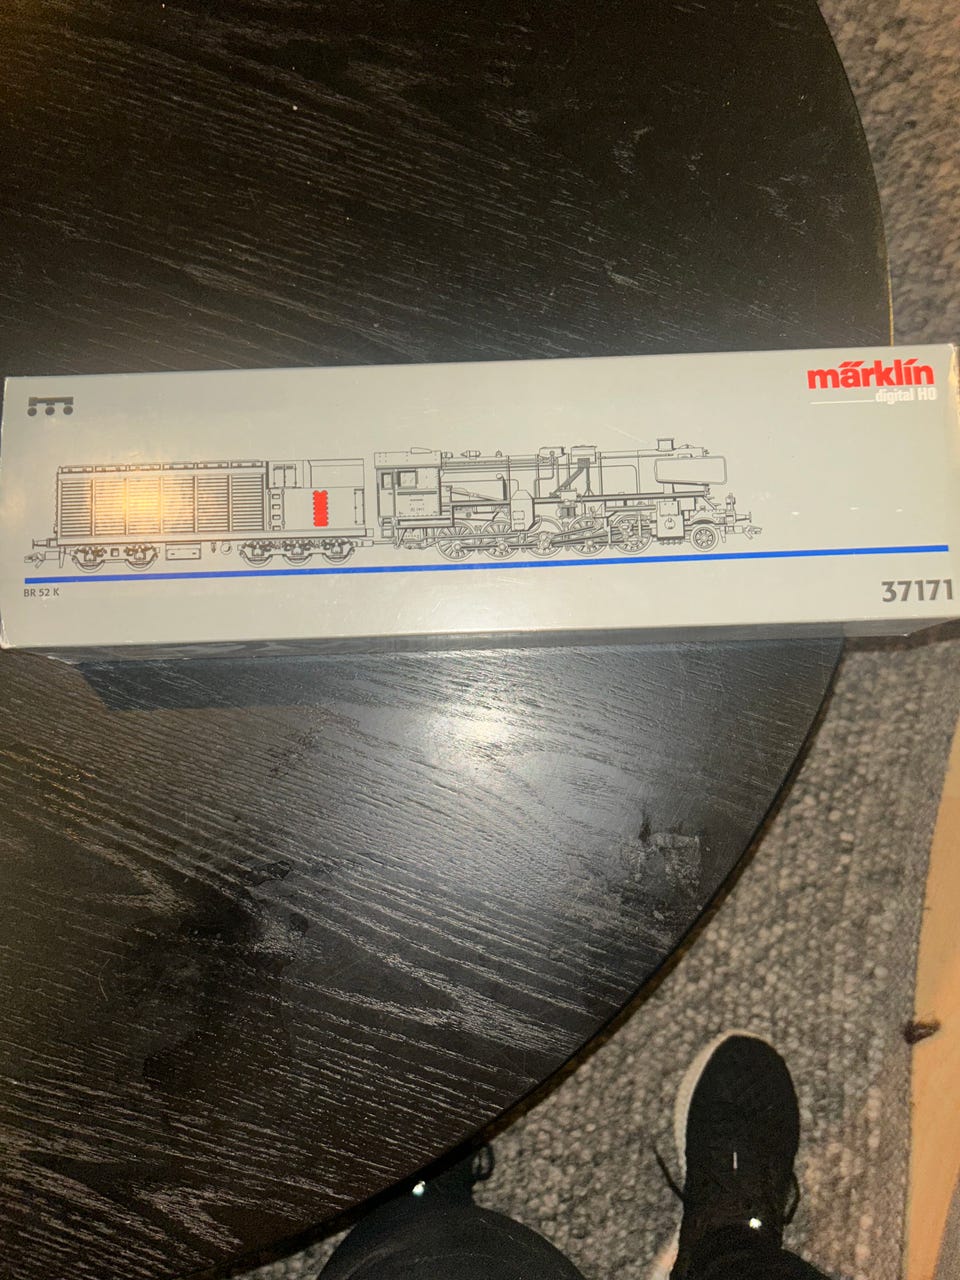 märklin
digital H0
BR 52 K
37171